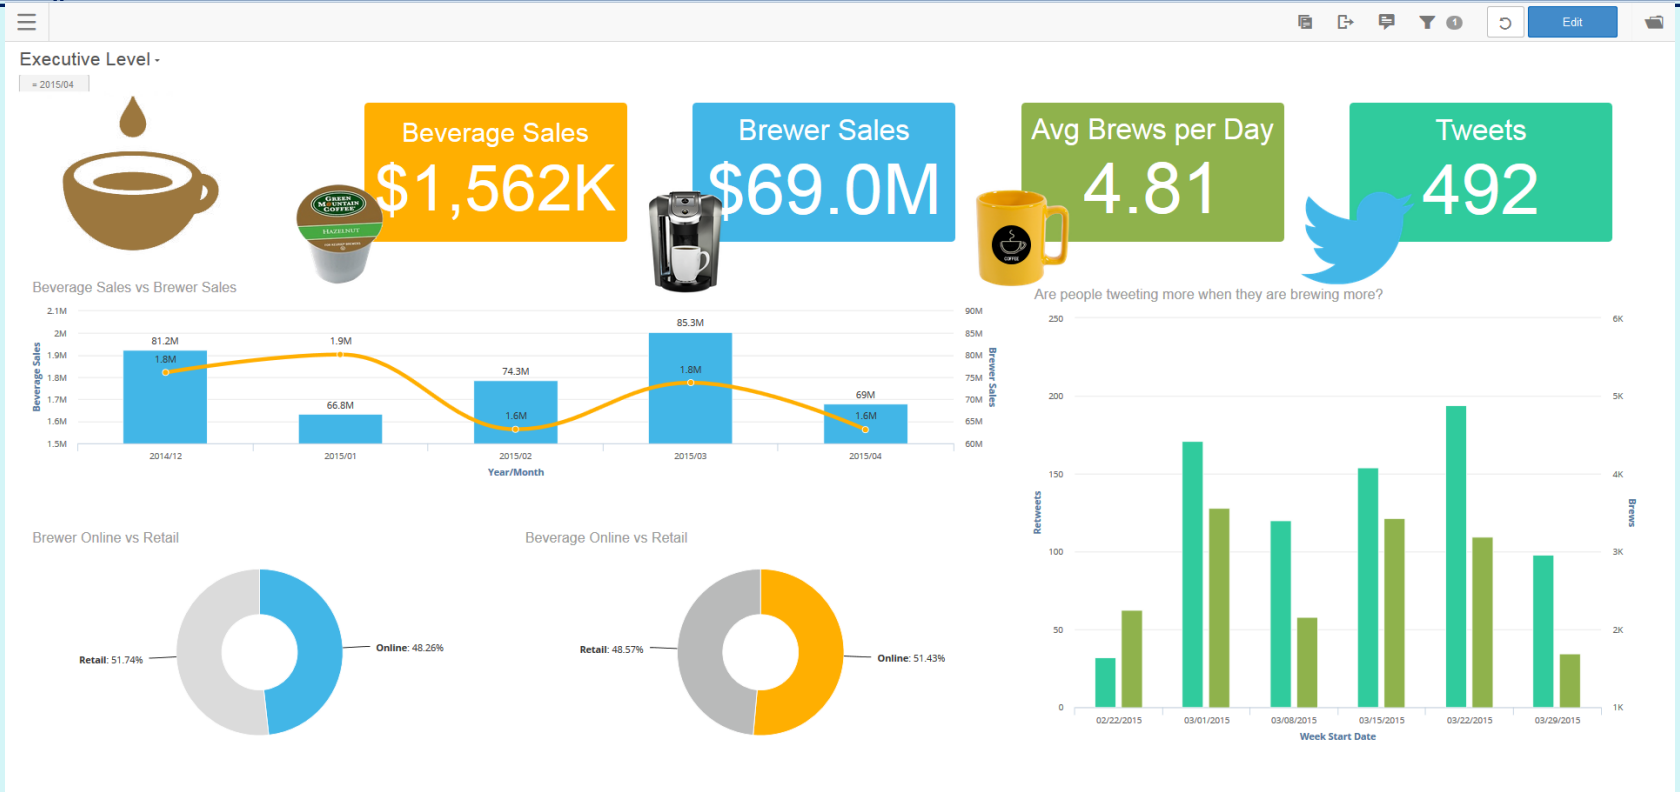 1
Edit
Executive Level
= 2015/04
Beverage Sales
$1,562K
Brewer Sales
$69.0M
Avg Brews per Day
4.81
Tweets
492
GREEN
MOUNTAIN
COFFEE
HAZELNUT
COFFEE
Beverage Sales vs Brewer Sales
2.1M
2M
1.9M
1.8M
1.7M
1.6M
1.5M
Beverage Sales
90M
85M
80M
75M
70M
65M
60M
Brewer Sales
81.2M
1.8M
1.9M
66.8M
74.3M
1.6M
85.3M
1.8M
69M
1.6M
2014/12
2015/01
2015/02
2015/03
2015/04
Year/Month
Are people tweeting more when they are brewing more?
250
200
150
100
50
0
Retweets
6K
5K
4K
3K
2K
1K
Brews
02/22/2015
03/01/2015
03/08/2015
03/15/2015
03/22/2015
03/29/2015
Week Start Date
Brewer Online vs Retail
Retail: 51.74%
Online: 48.26%
Beverage Online vs Retail
Retail: 48.57%
Online: 51.43%